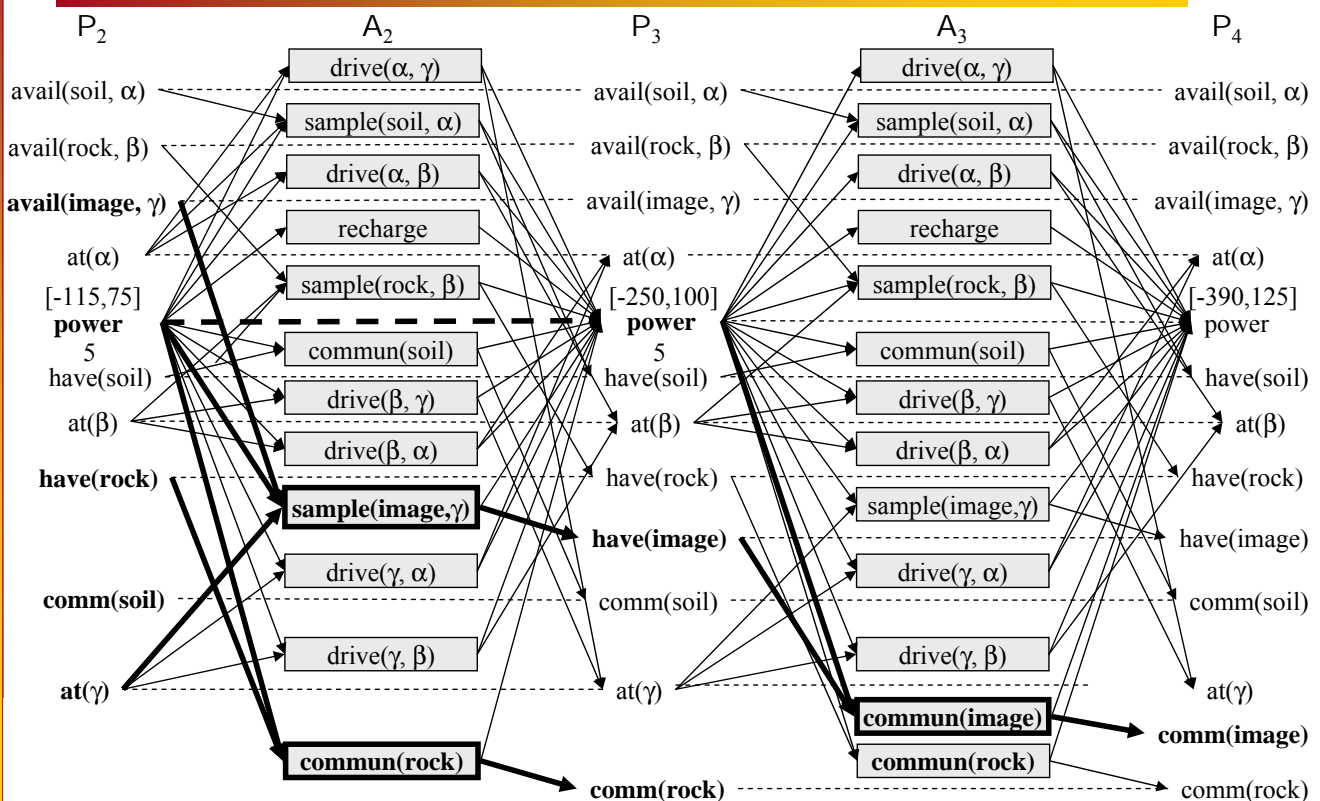 P₂
A₂
P₃
A₃
P₄
avail(soil, α)
avail(rock, β)
avail(image, γ)
at(α)
[-115,75]
power
5
have(soil)
at(β)
have(rock)
comm(soil)
at(γ)
drive(α, γ)
sample(soil, α)
drive(α, β)
recharge
sample(rock, β)
commun(soil)
drive(β, γ)
drive(β, α)
sample(image,γ)
drive(γ, α)
drive(γ, β)
commun(rock)
avail(soil, α)
avail(rock, β)
avail(image, γ)
at(α)
[-250,100]
power
5
have(soil)
at(β)
have(rock)
have(image)
comm(soil)
at(γ)
comm(rock)
drive(α, γ)
sample(soil, α)
drive(α, β)
recharge
sample(rock, β)
commun(soil)
drive(β, γ)
drive(β, α)
sample(image,γ)
drive(γ, α)
drive(γ, β)
commun(image)
commun(rock)
avail(soil, α)
avail(rock, β)
avail(image, γ)
at(α)
[-390,125]
power
have(soil)
at(β)
have(rock)
have(image)
comm(soil)
at(γ)
comm(image)
comm(rock)